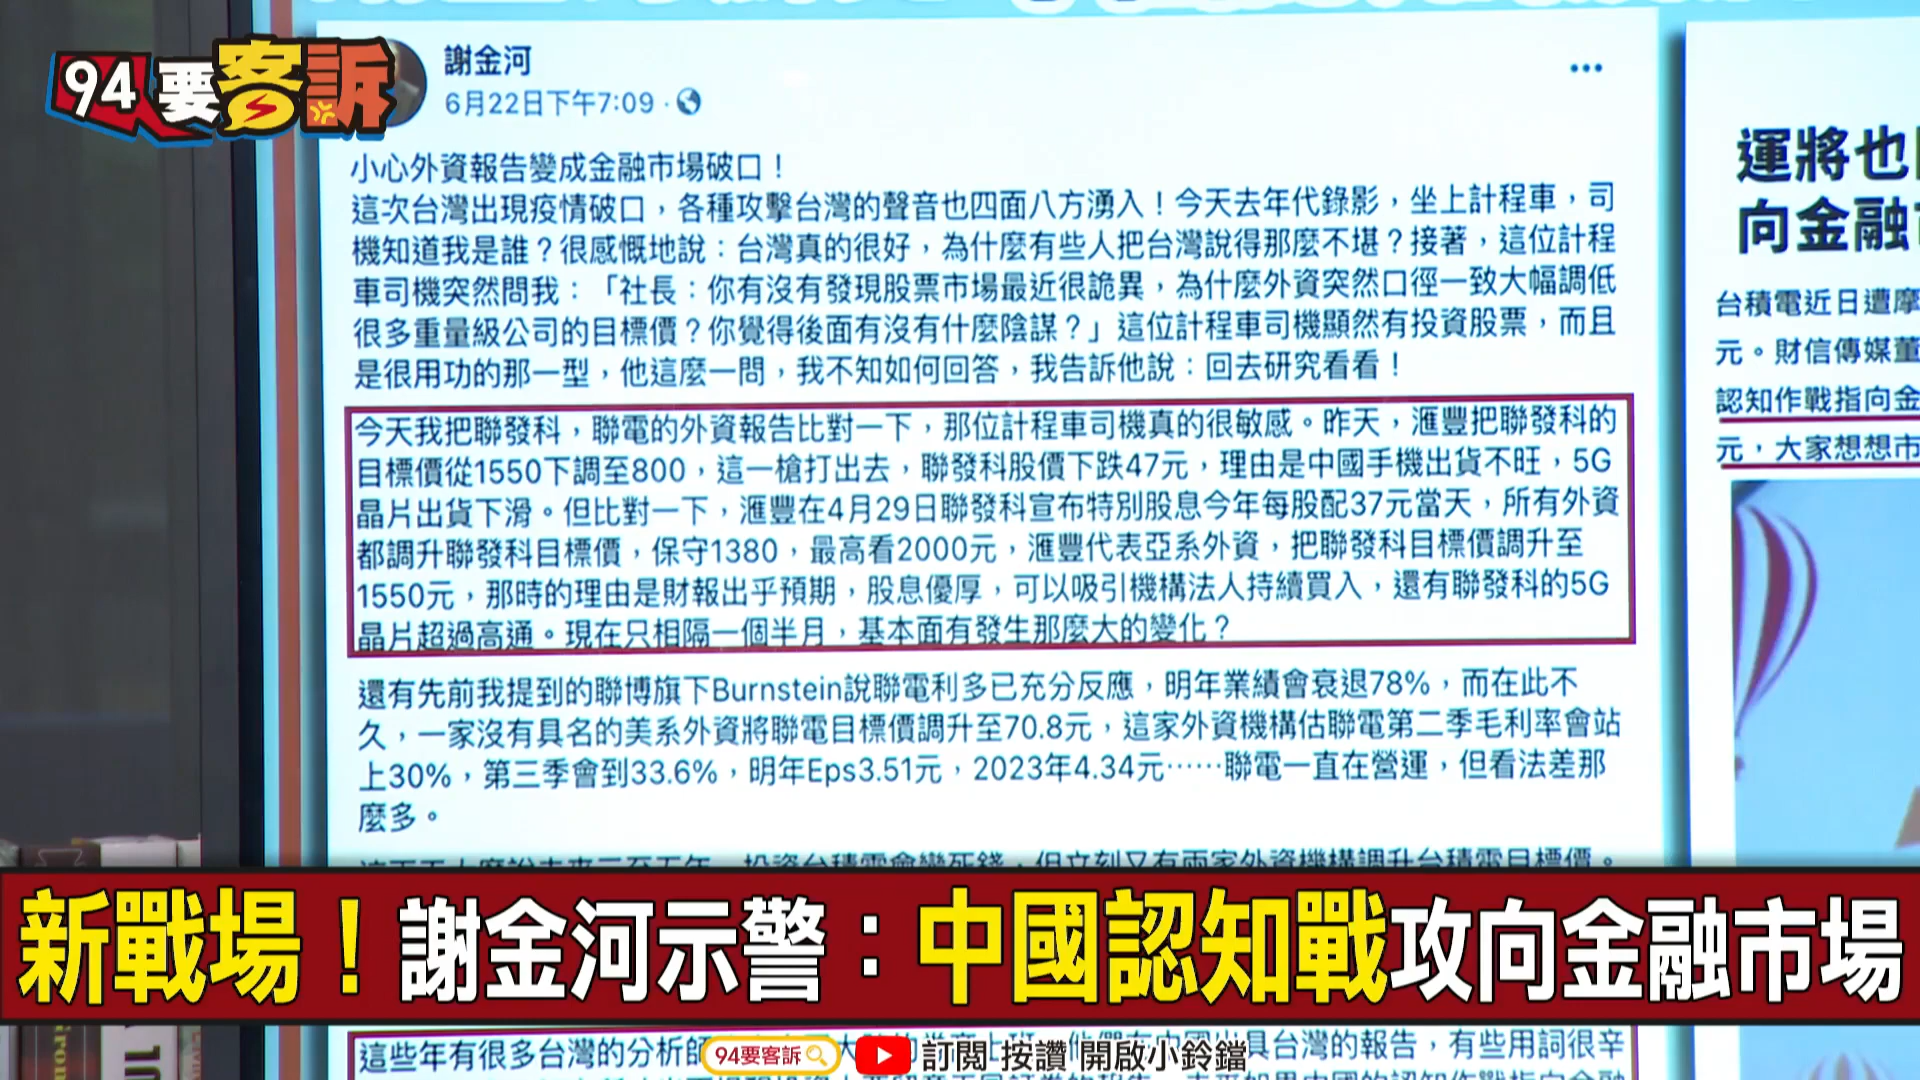 94要客訴
謝金河
6月22日下午7:09
小心外資報告變成金融市場破口！
這次台灣出現疫情破口，各種攻擊台灣的聲音也四面八方湧入！今天去年代錄影，坐上計程車，司
機知道我是誰？很感慨地說：台灣真的很好，為什麼有些人把台灣說得那麼不堪？接著，這位計程
車司機突然問我：「社長：你有沒有發現股票市場最近很詭異，為什麼外資突然口徑一致大幅調低
很多重量級公司的目標價？你覺得後面有沒有什麼陰謀？」這位計程車司機顯然有投資股票，而且
是很用功的那一型，他這麼一問，我不知如何回答，我告訴他說：回去研究看看！
今天我把聯發科，聯電的外資報告比對一下，那位計程車司機真的很敏感。昨天，滙豐把聯發科的
目標價從1550下調至800，這一槍打出去，聯發科股價下跌47元，理由是中國手機出貨不旺，5G
晶片出貨下滑。但比對一下，滙豐在4月29日聯發科宣布特別股息今年每股配37元當天，所有外資
都調升聯發科目標價，保守1380，最高看2000元，滙豐代表亞系外資，把聯發科目標價調升至
1550元，那時的理由是財報出乎預期，股息優厚，可以吸引機構法人持續買入，還有聯發科的5G
晶片超過高通。現在只相隔一個半月，基本面有發生那麼大的變化？
還有先前我提到的聯博旗下Burnstein說聯電利多已充分反應，明年業績會衰退78%，而在此不
久，一家沒有具名的美系外資將聯電目標價調升至70.8元，這家外資機構估聯電第二季毛利率會站
上30%，第三季會到33.6%，明年Eps3.51元，2023年4.34元……聯電一直在營運，但看法差那
麼多。
投資台積電會變死錢，但立刻又有兩家外資機構調升台積電目標價。
運將也
向金融
台積電近日遭摩
元。財信傳媒董
認知作戰指向金
元，大家想想市
新戰場！謝金河示警：中國認知戰攻向金融市場
這些年有很多台灣的分析師
具台灣的報告，有些用詞很辛
94要客訴
訂閱 按讚 開啟小鈴鐺